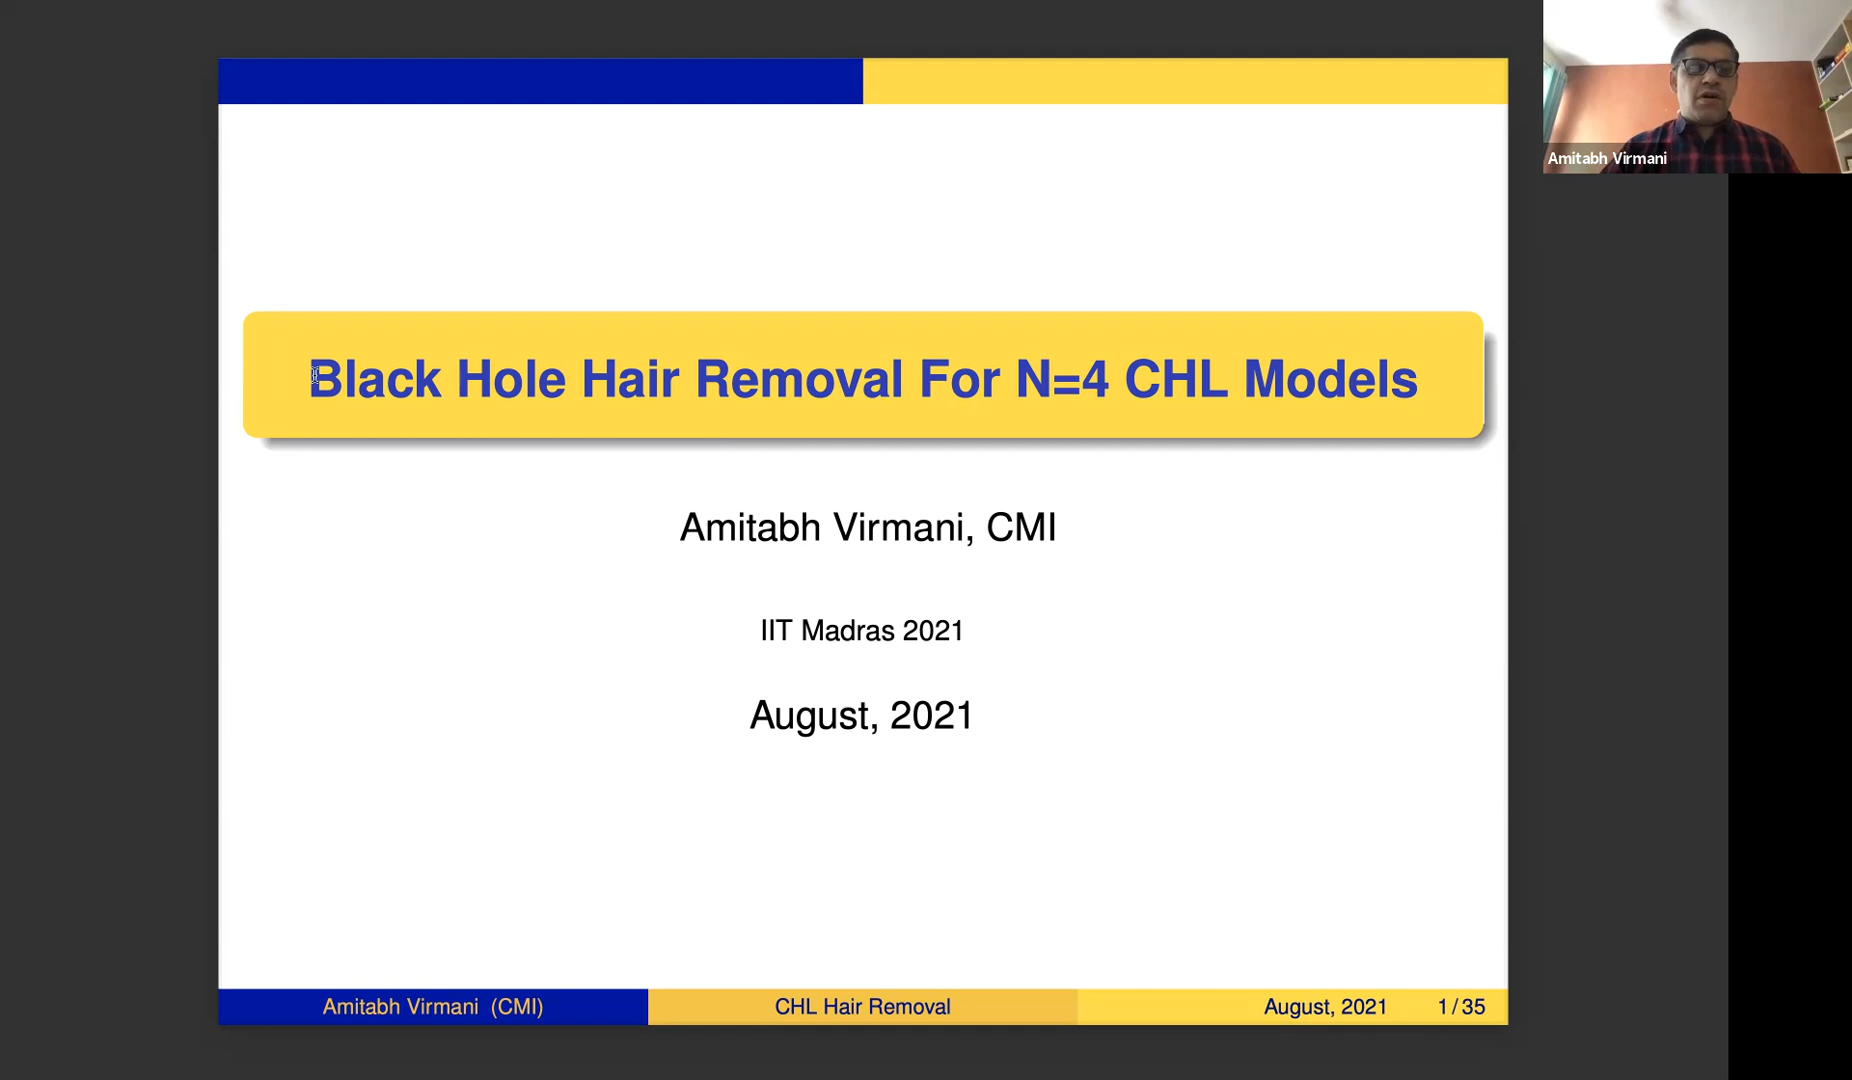 Black Hole Hair Removal For N=4 CHL Models
Amitabh Virmani, CMI
IIT Madras 2021
August, 2021
Amitabh Virmani (CMI)
CHL Hair Removal
August, 2021
1/35
Amitabh Virmani